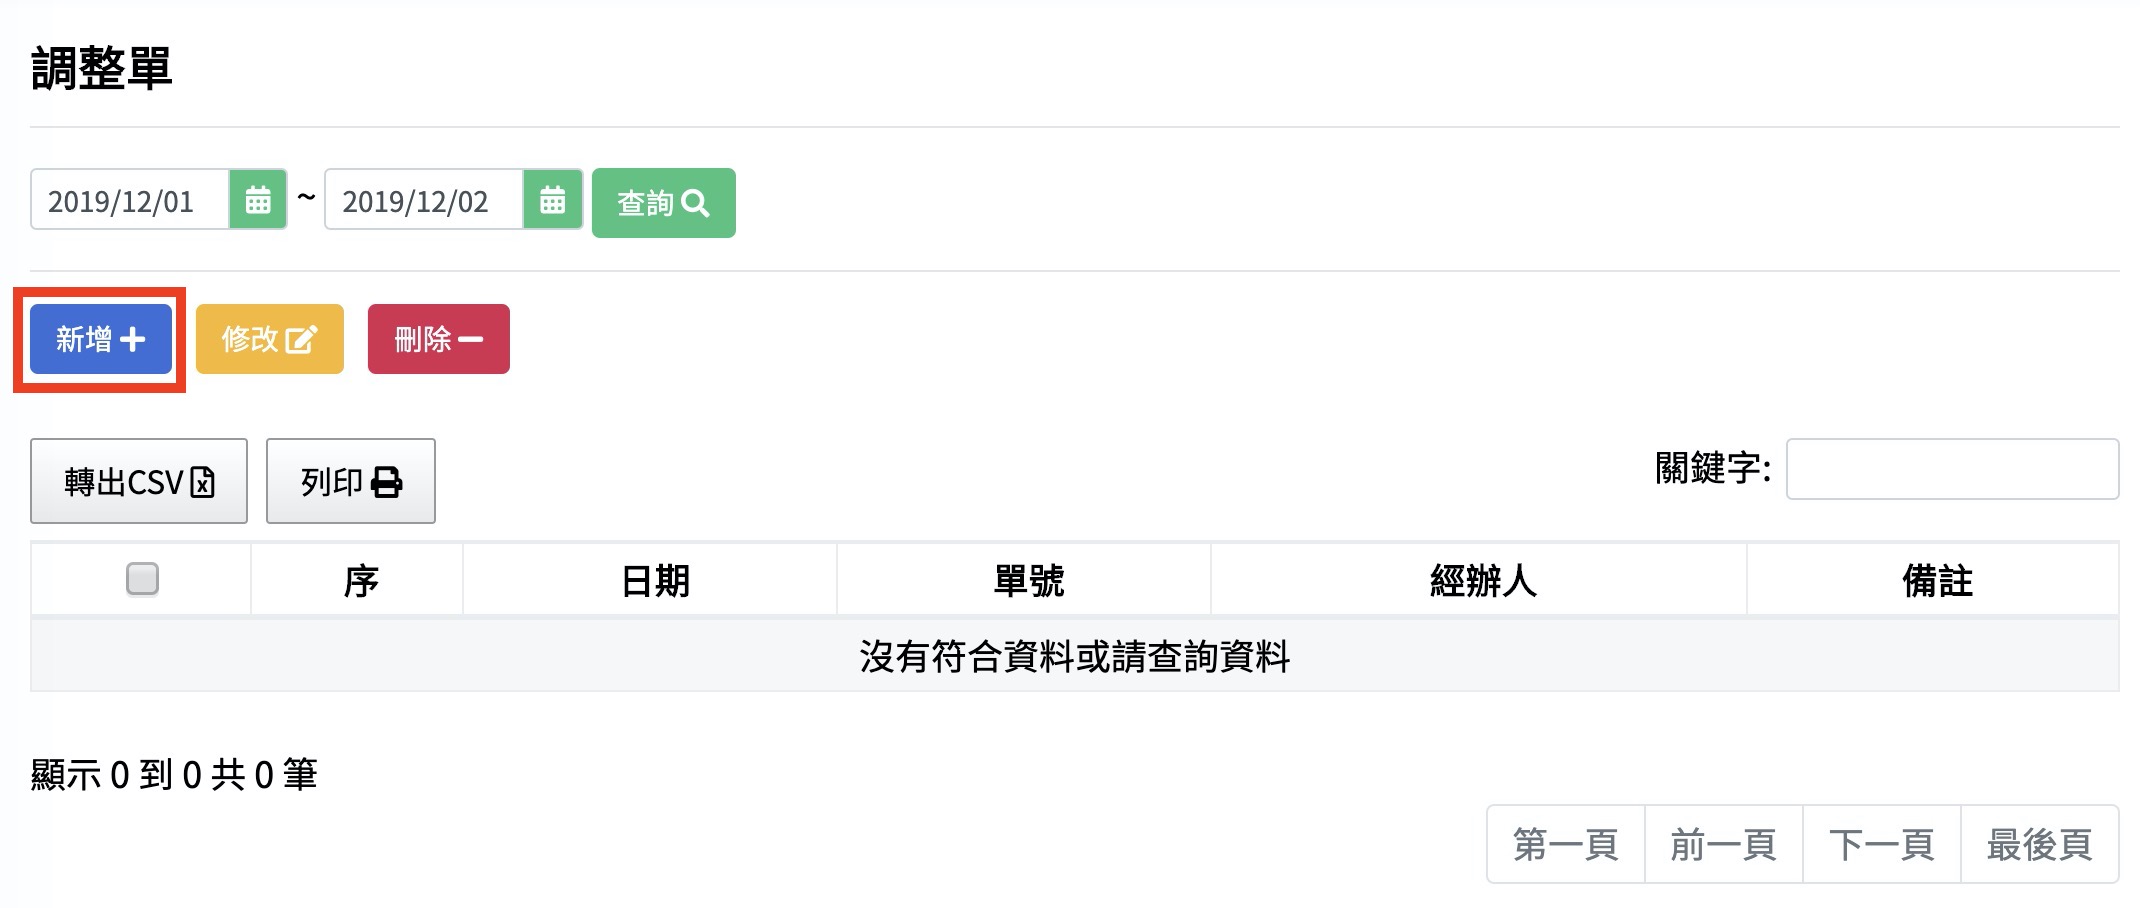 調整單
2019/12/01 ~ 2019/12/02 查詢
新增 修改 刪除
轉出CSV 列印 關鍵字:
序 日期 單號 經辦人 備註
沒有符合資料或請查詢資料
顯示 0 到 0 共 0 筆
第一頁 前一頁 下一頁 最後頁